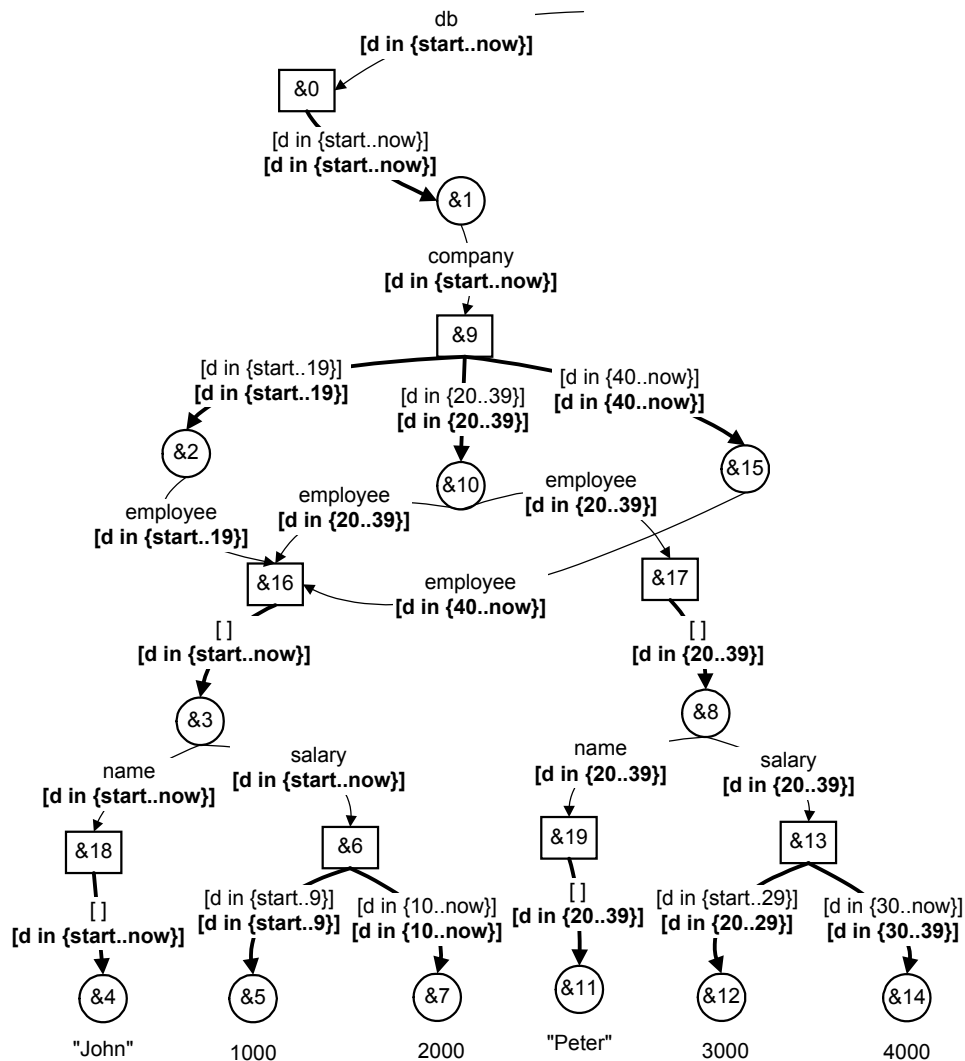 db
[d in {start..now}]
&0
[d in {start..now}]
[d in {start..now}]
&1
company
[d in {start..now}]
&9
[d in {start..19}]
[d in {start..19}]
[d in {20..39}]
[d in {20..39}]
[d in {40..now}]
[d in {40..now}]
&2
&10
&15
employee
[d in {start..19}]
employee
[d in {20..39}]
employee
[d in {20..39}]
&16
employee
[d in {40..now}]
&17
[ ]
[d in {start..now}]
[ ]
[d in {20..39}]
&3
&8
name
[d in {start..now}]
salary
[d in {start..now}]
name
[d in {20..39}]
salary
[d in {20..39}]
&18
&6
&19
&13
[ ]
[d in {start..now}]
[d in {start..9}]
[d in {start..9}]
[d in {10..now}]
[d in {10..now}]
[ ]
[d in {20..39}]
[d in {start..29}]
[d in {20..29}]
[d in {30..now}]
[d in {30..39}]
&4
&5
&7
&11
&12
&14
"John"
1000
2000
"Peter"
3000
4000